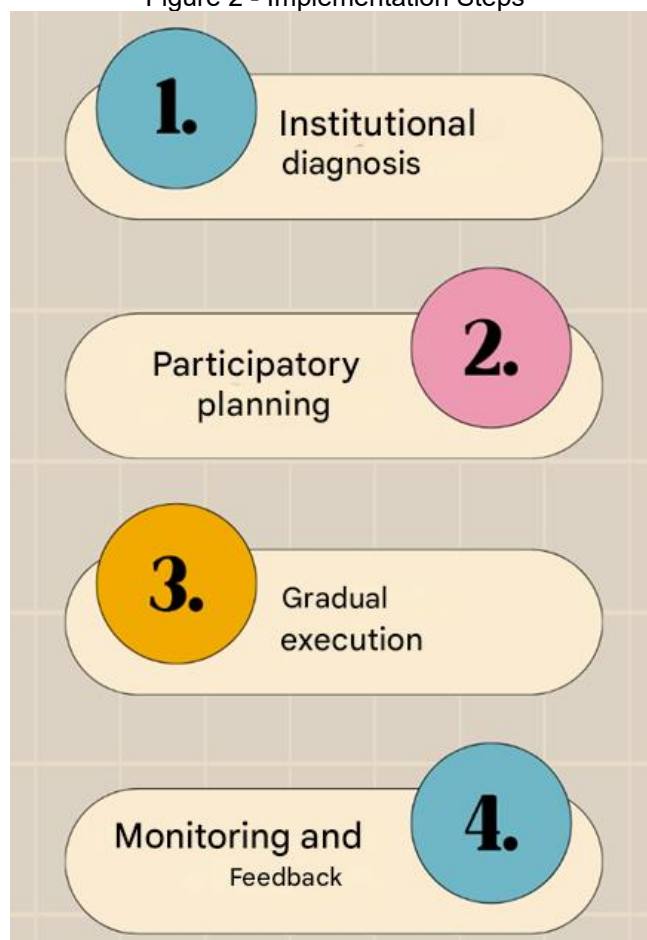 Figure 2 - Implementation Steps
1.
Institutional
diagnosis
2.
Participatory
planning
3.
Gradual
execution
4.
Monitoring and
Feedback